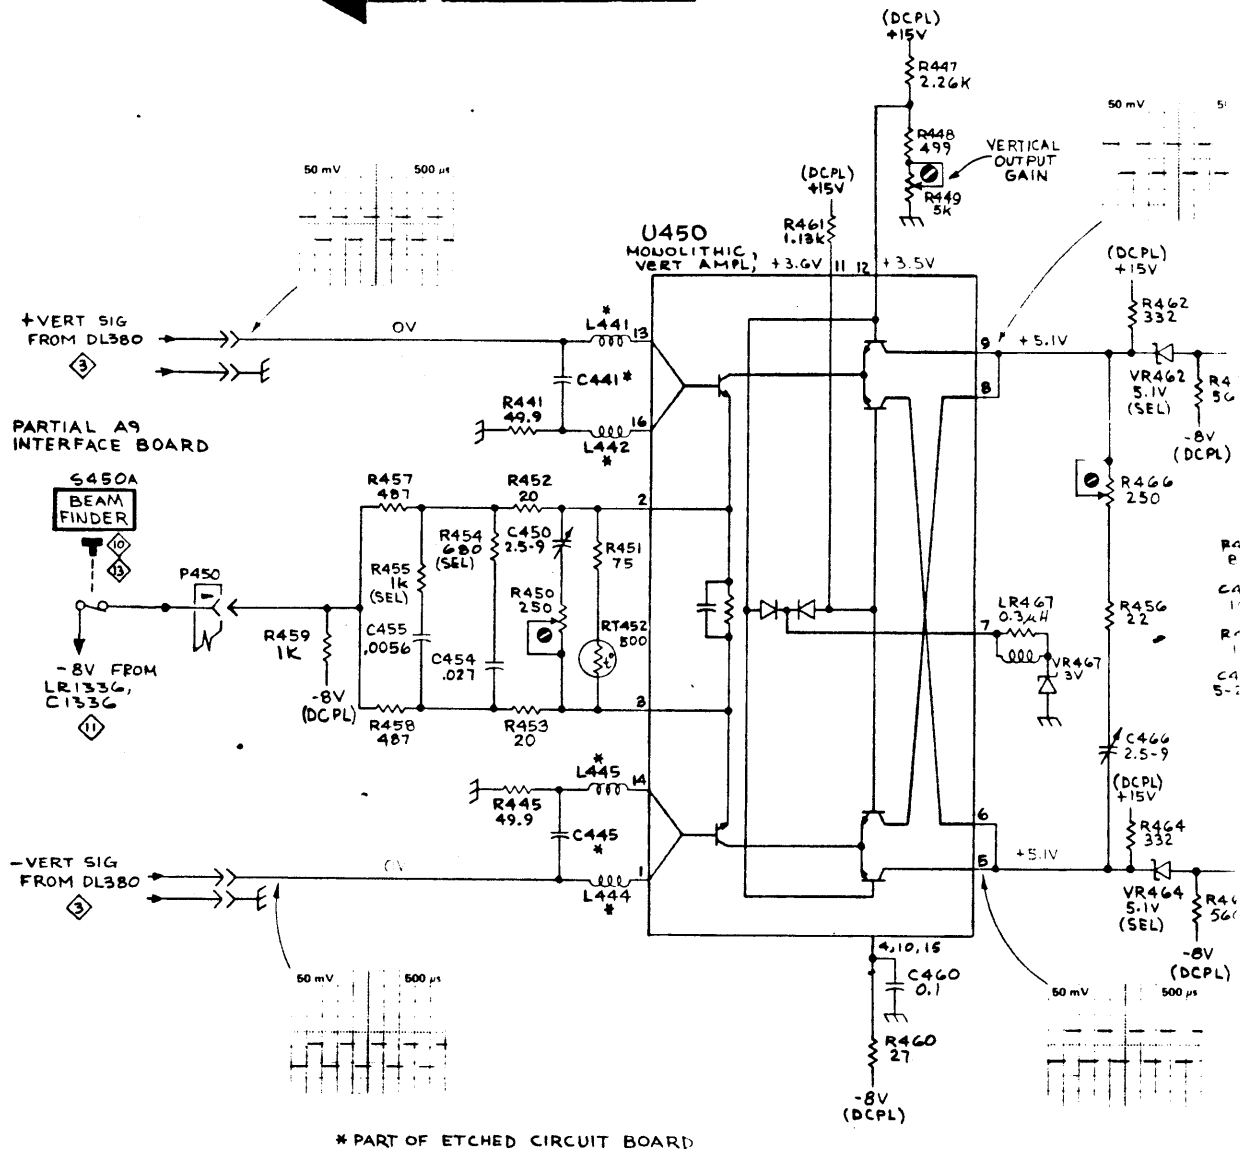 (DCPL)
+15V
R447
2.26K
50 mV
R448
499
VERTICAL
OUTPUT
GAIN
R449
5K
50 mV 500 µs
(DCPL)
+15V
R461
1.13K
U450
MONOLITHIC
VERT AMPL,
+3.6V 11 12 +3.5V
(DCPL)
+15V
R462
332
+VERT SIG
FROM DL380
3
0V
*
L441
13
C441*
R441
49.9
16
L442
*
9
+5.1V
8
VR462
5.1V
(SEL)
-8V
(DCPL)
PARTIAL A9
INTERFACE BOARD
S450A
BEAM
FINDER
10
13
P450
R457
487
R452
20
2
R466
250
R454
680
(SEL)
C450
2.5-9
R451
75
R455
1K
(SEL)
R450
250
RT452
500
t°
C455
.0056
C454
.027
R459
1K
-8V
(DCPL)
-8V FROM
LR1336,
C1336
11
R458
487
R453
20
3
7
LR467
0.3µH
VR467
3V
R456
22
C466
2.5-9
*
L445
14
R445
49.9
C445
*
(DCPL)
+15V
R464
332
-VERT SIG
FROM DL380
3
0V
1
L444
*
6
5
+5.1V
VR464
5.1V
(SEL)
-8V
(DCPL)
4,10,15
C460
0.1
R460
27
-8V
(DCPL)
50 mV 500 µs
50 mV 500 µs
* PART OF ETCHED CIRCUIT BOARD